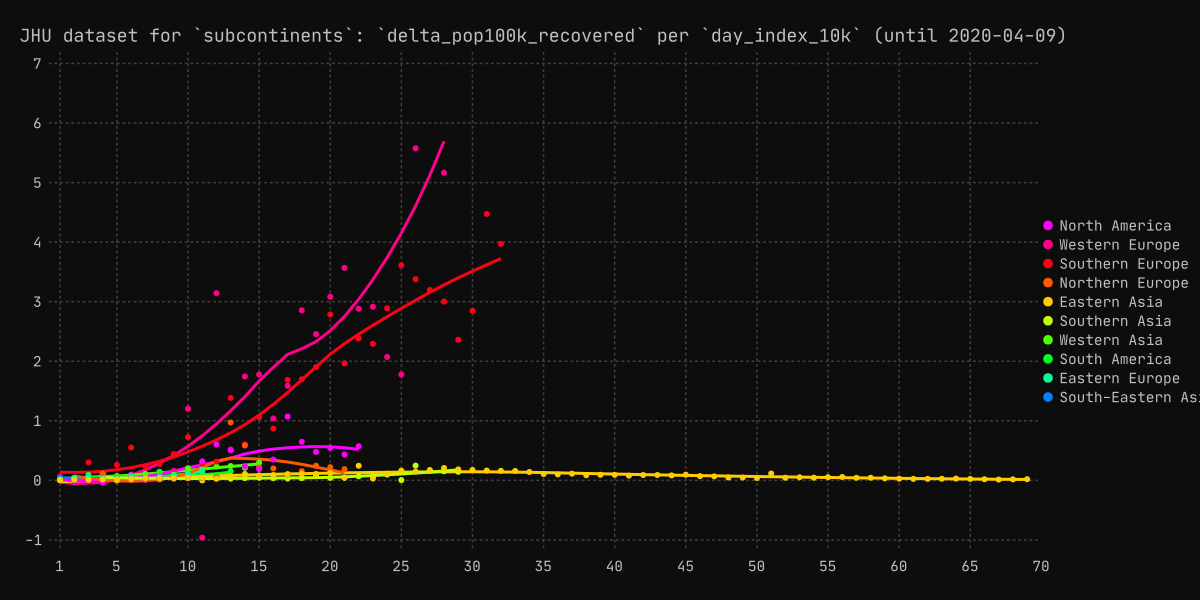 JHU dataset for `subcontinents`: `delta_pop100k_recovered` per `day_index_10k` (until 2020-04-09)
7
6
5
4
3
2
1
0
-1
1 5 10 15 20 25 30 35 40 45 50 55 60 65 70
North America
Western Europe
Southern Europe
Northern Europe
Eastern Asia
Southern Asia
Western Asia
South America
Eastern Europe
South-Eastern Asi